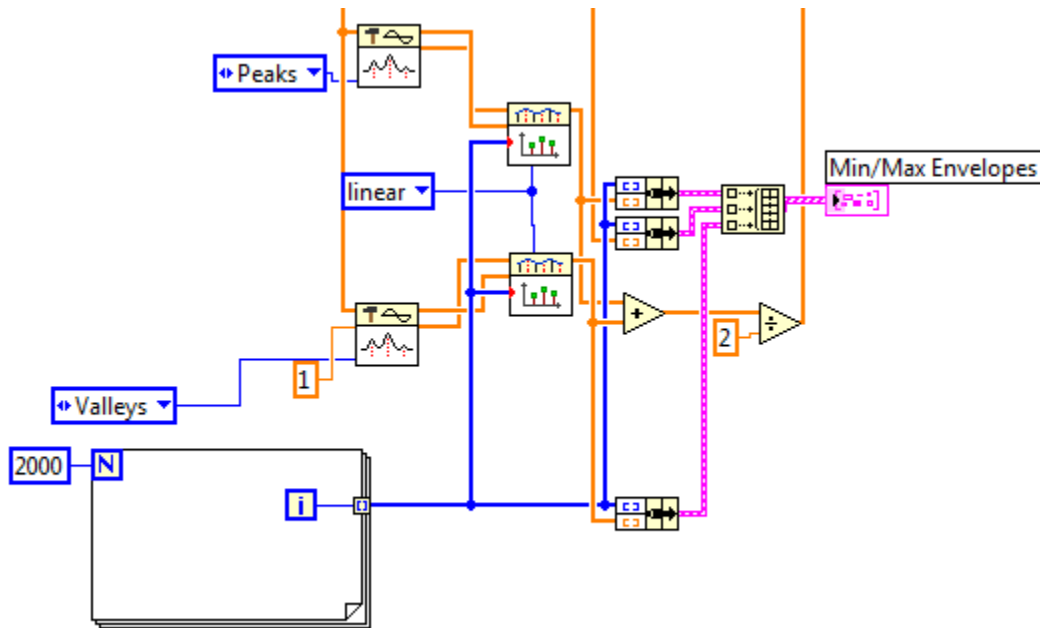 Peaks
Min/Max Envelopes
linear
+
÷
2
1
Valleys
2000
N
i